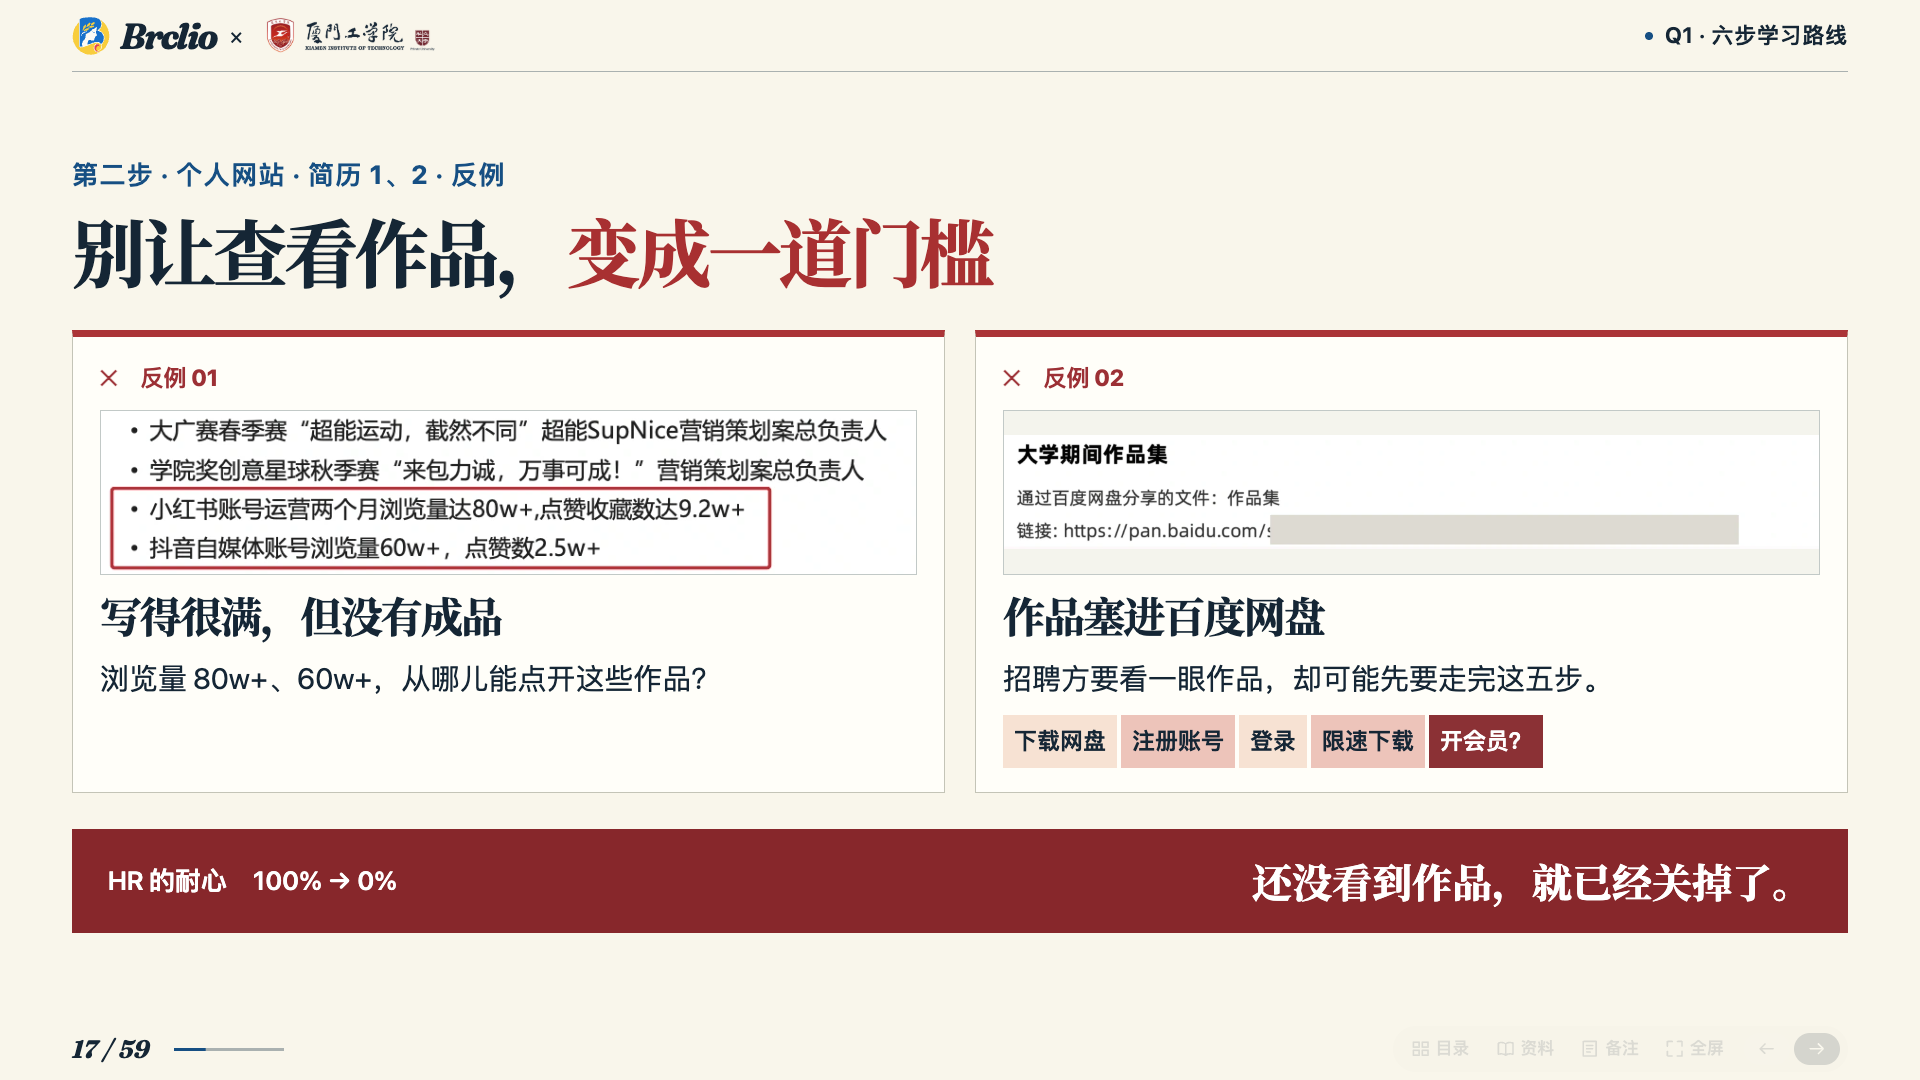 Brclio × 厦门工学院
XIAMEN INSTITUTE OF TECHNOLOGY
• Q1 · 六步学习路线
第二步 · 个人网站 · 简历 1、2 · 反例
别让查看作品，变成一道门槛
× 反例 01
• 大广赛春季赛“超能运动，截然不同”超能SupNice营销策划案总负责人
• 学院奖创意星球秋季赛“来包力诚，万事可成！”营销策划案总负责人
• 小红书账号运营两个月浏览量达80w+,点赞收藏数达9.2w+
• 抖音自媒体账号浏览量60w+，点赞数2.5w+
写得很满，但没有成品
浏览量 80w+、60w+，从哪儿能点开这些作品？
× 反例 02
大学期间作品集
通过百度网盘分享的文件：作品集
链接: https://pan.baidu.com/s
作品塞进百度网盘
招聘方要看一眼作品，却可能先要走完这五步。
下载网盘 注册账号 登录 限速下载 开会员？
HR 的耐心 100% → 0%
还没看到作品，就已经关掉了。
17 / 59
目录 资料 备注 全屏 ← →